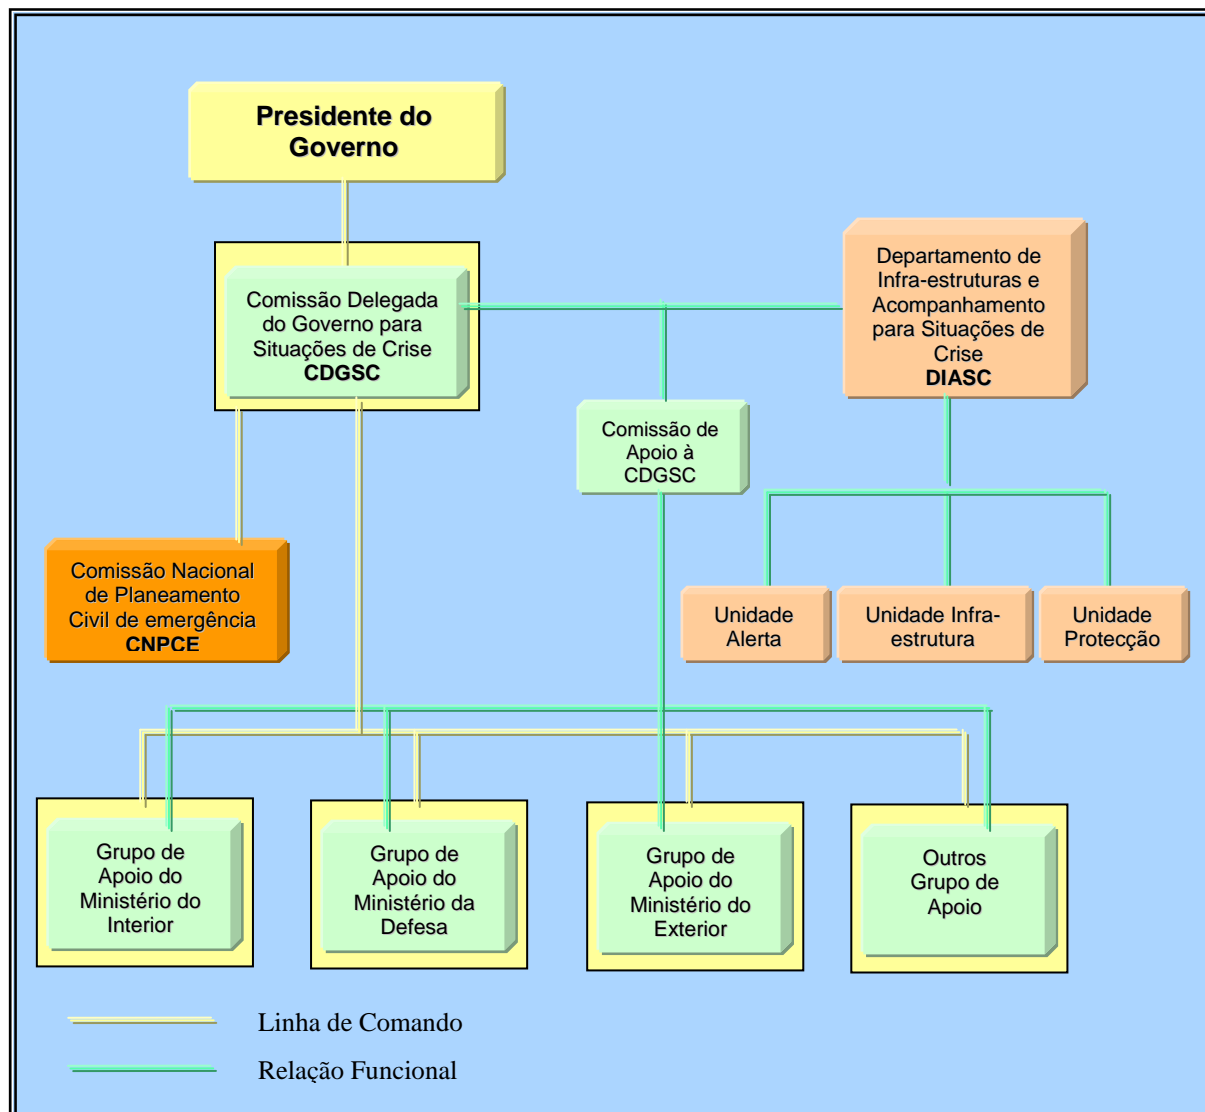 Presidente do
Governo
Comissão Delegada
do Governo para
Situações de Crise
CDGSC
Departamento de
Infra-estruturas e
Acompanhamento
para Situações de
Crise
DIASC
Comissão de
Apoio à
CDGSC
Comissão Nacional
de Planeamento
Civil de emergência
CNPCE
Unidade
Alerta
Unidade Infra-
estrutura
Unidade
Protecção
Grupo de
Apoio do
Ministério do
Interior
Grupo de
Apoio do
Ministério da
Defesa
Grupo de
Apoio do
Ministério do
Exterior
Outros
Grupo de
Apoio
Linha de Comando
Relação Funcional